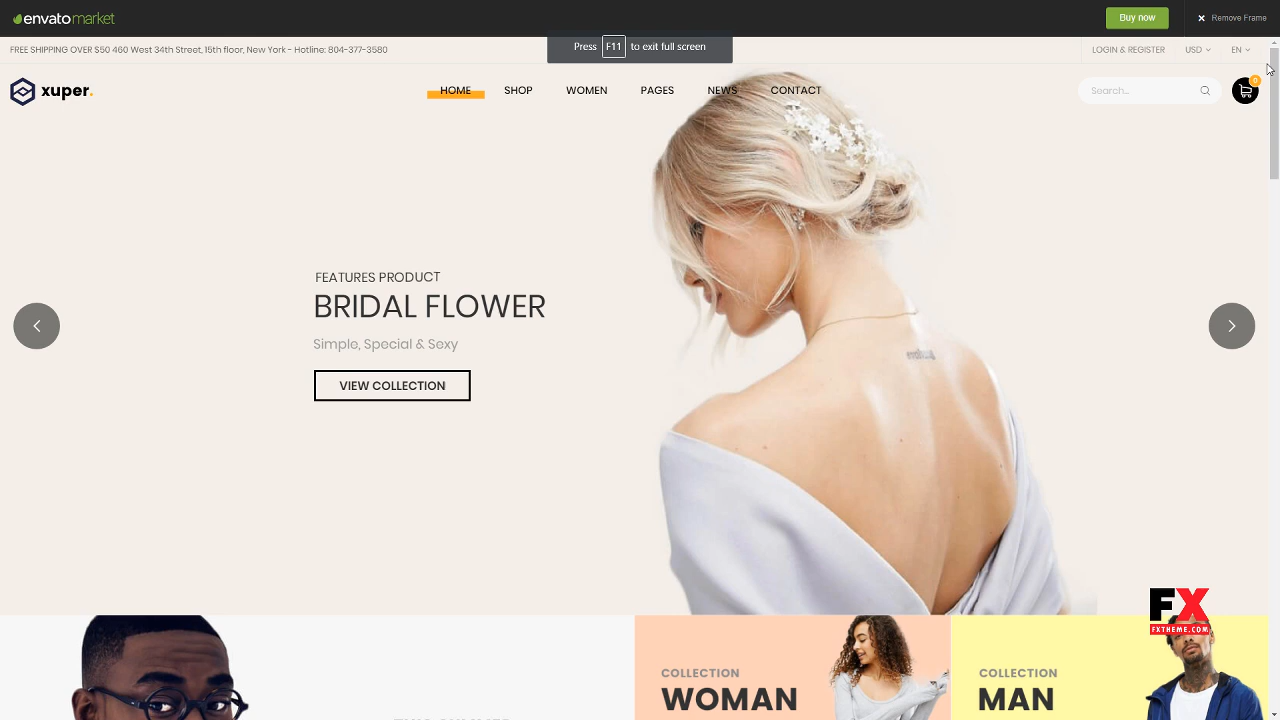 envato market
Buy now
Remove Frame
FREE SHIPPING OVER $50 460 West 34th Street, 15th floor, New York - Hotline: 804-377-3580
Press F11 to exit full screen
LOGIN & REGISTER
USD
EN
xuper.
HOME
SHOP
WOMEN
PAGES
NEWS
CONTACT
Search...
0
FEATURES PRODUCT
BRIDAL FLOWER
Simple, Special & Sexy
VIEW COLLECTION
FX
FXTHEME.COM
COLLECTION
WOMAN
COLLECTION
MAN